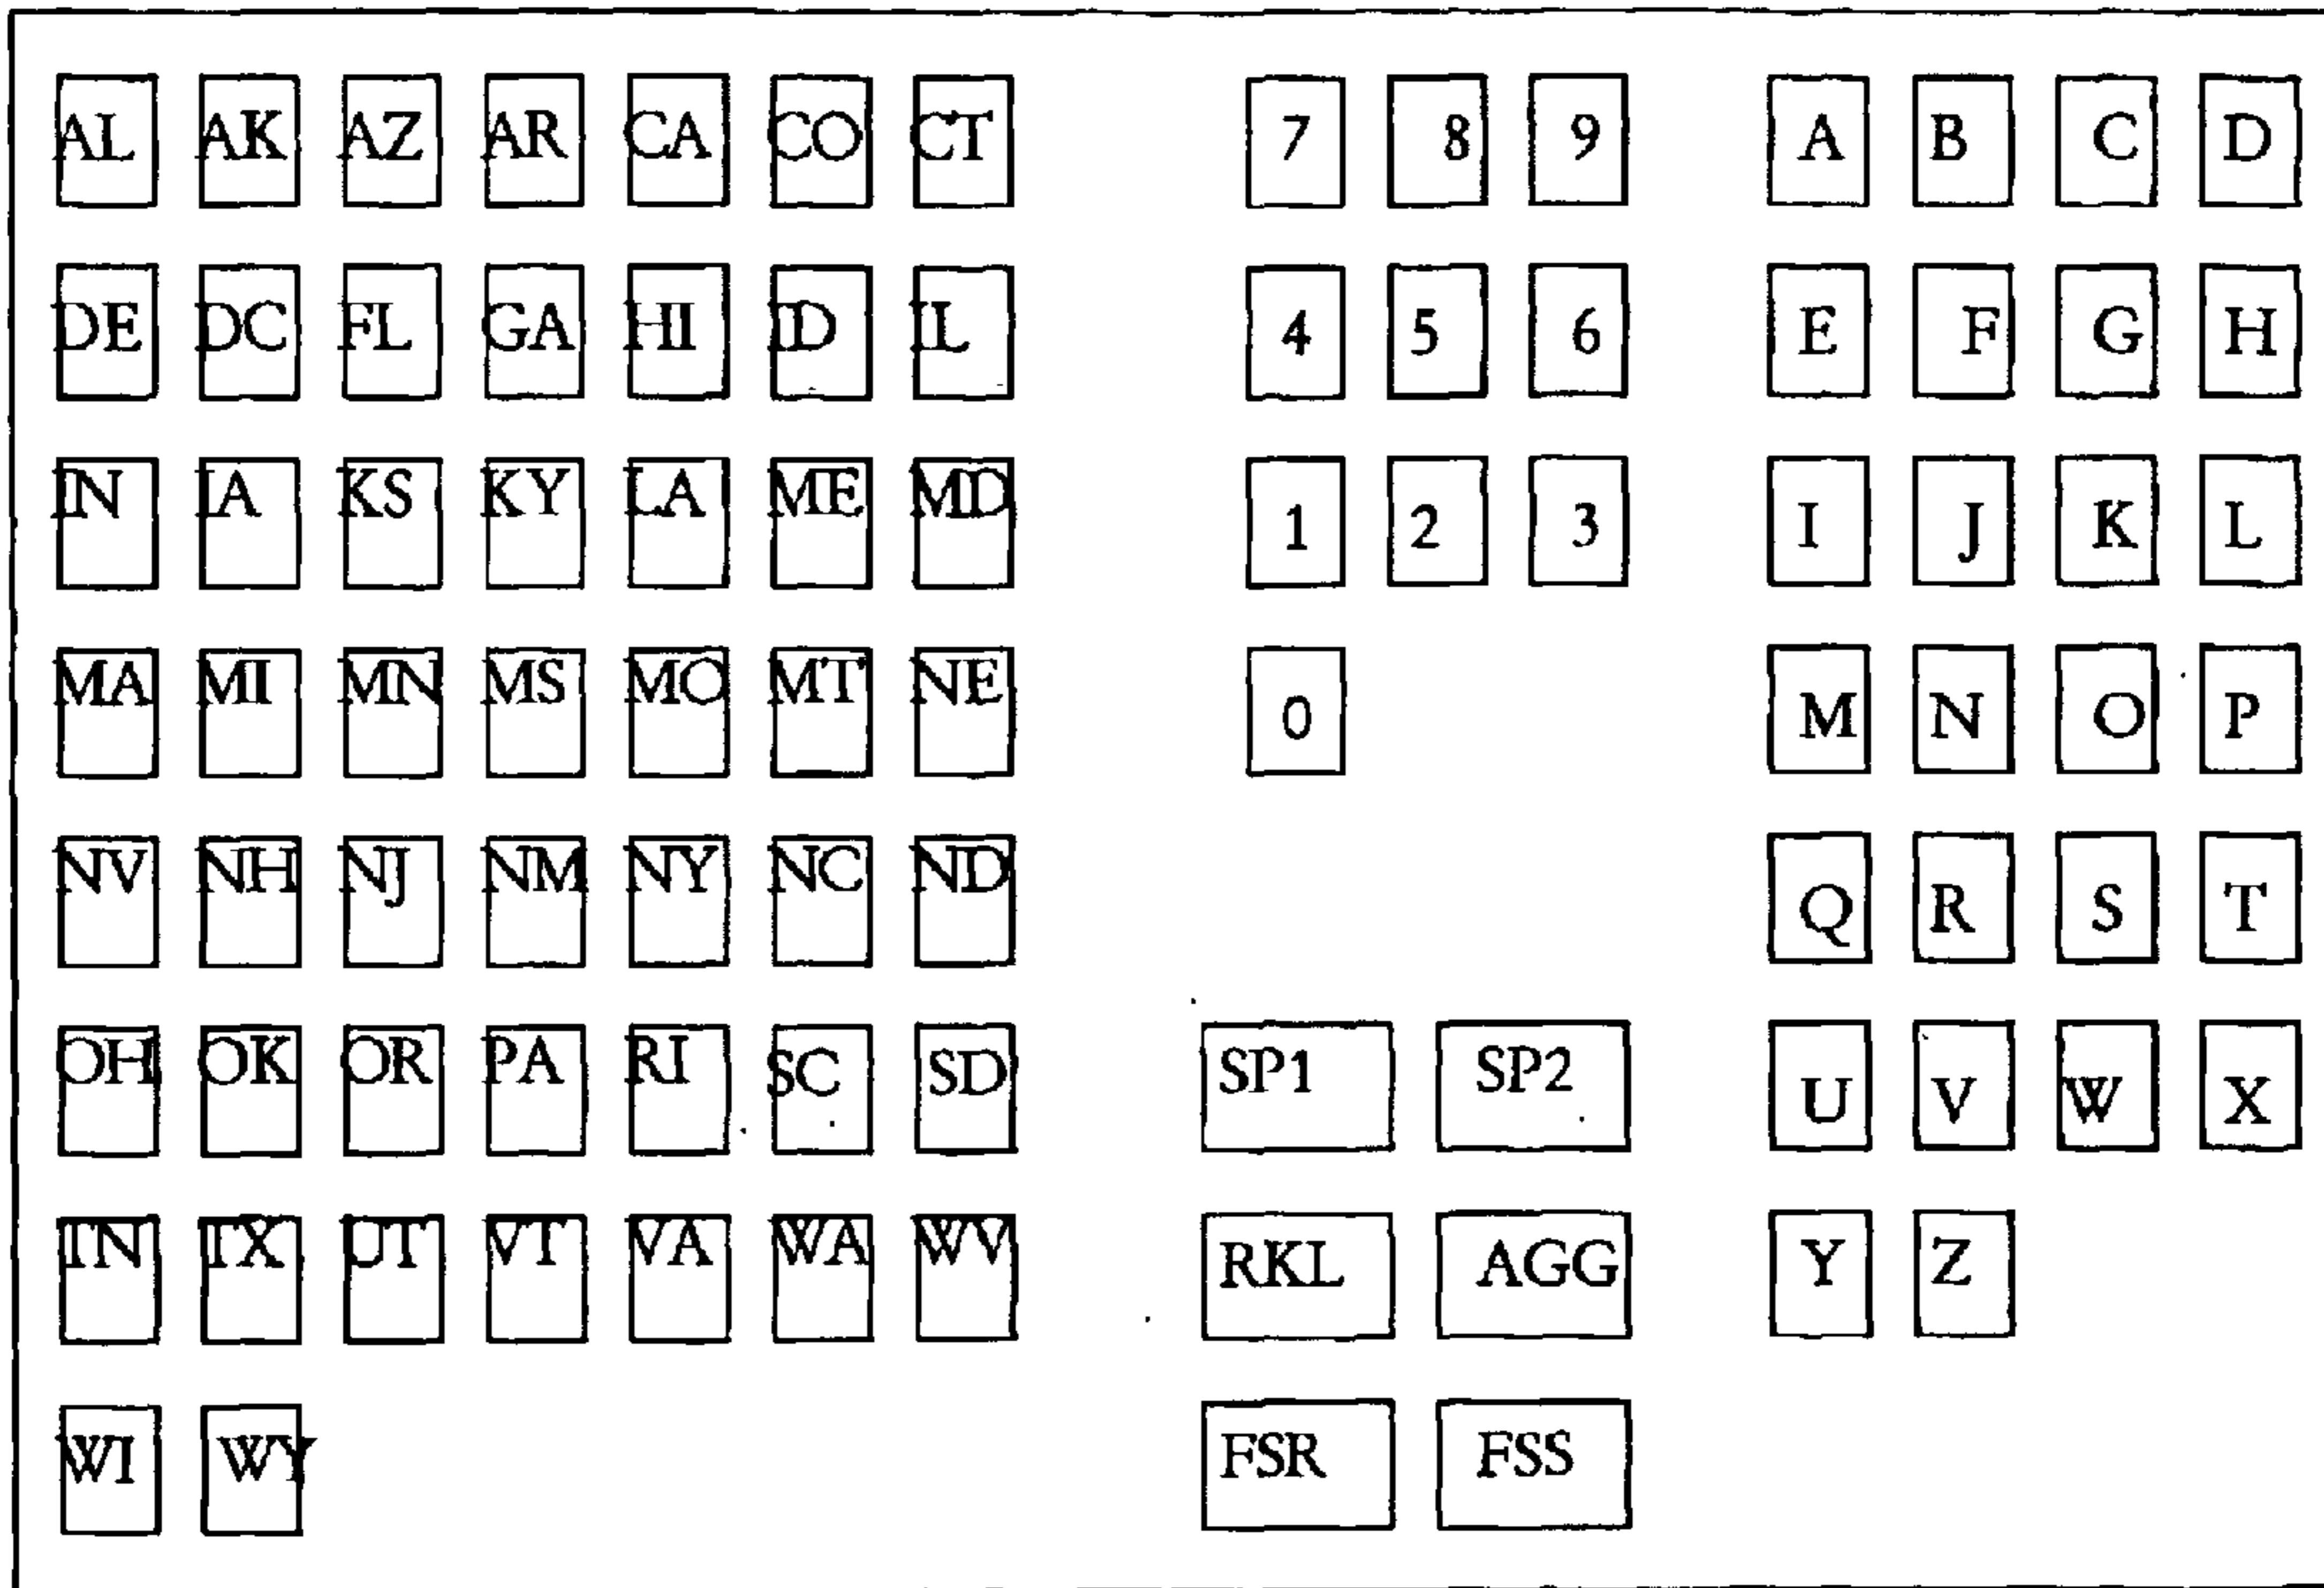 AL AK AZ AR CA CO CT 7 8 9 A B C D
DE DC FL GA HI ID IL 4 5 6 E F G H
IN IA KS KY LA ME MD 1 2 3 I J K L
MA MI MN MS MO MT NE 0 M N O P
NV NH NJ NM NY NC ND Q R S T
OH OK OR PA RI SC SD SP1 SP2 U V W X
TN TX UT VT VA WA WV RKL AGG Y Z
WI WY FSR FSS